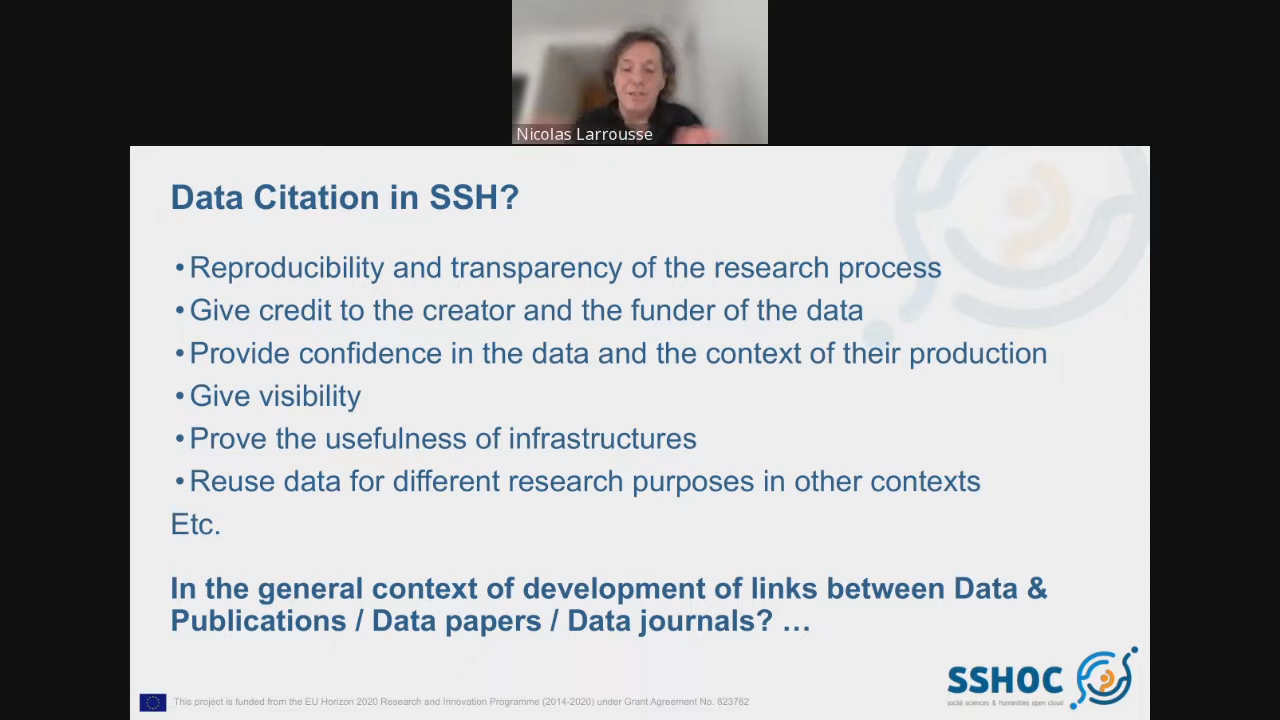 Nicolas Larrousse
Data Citation in SSH?
•Reproducibility and transparency of the research process
•Give credit to the creator and the funder of the data
•Provide confidence in the data and the context of their production
•Give visibility
•Prove the usefulness of infrastructures
•Reuse data for different research purposes in other contexts
Etc.
In the general context of development of links between Data &
Publications / Data papers / Data journals? …
This project is funded from the EU Horizon 2020 Research and Innovation Programme (2014-2020) under Grant Agreement No. 823782
SSHOC
social sciences & humanities open cloud